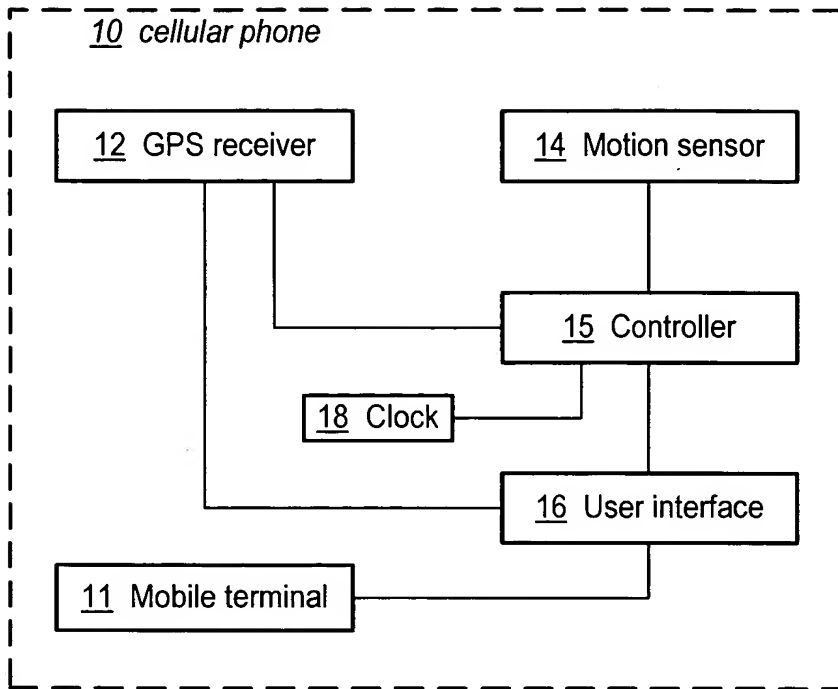 10 cellular phone
12 GPS receiver
14 Motion sensor
15 Controller
18 Clock
16 User interface
11 Mobile terminal